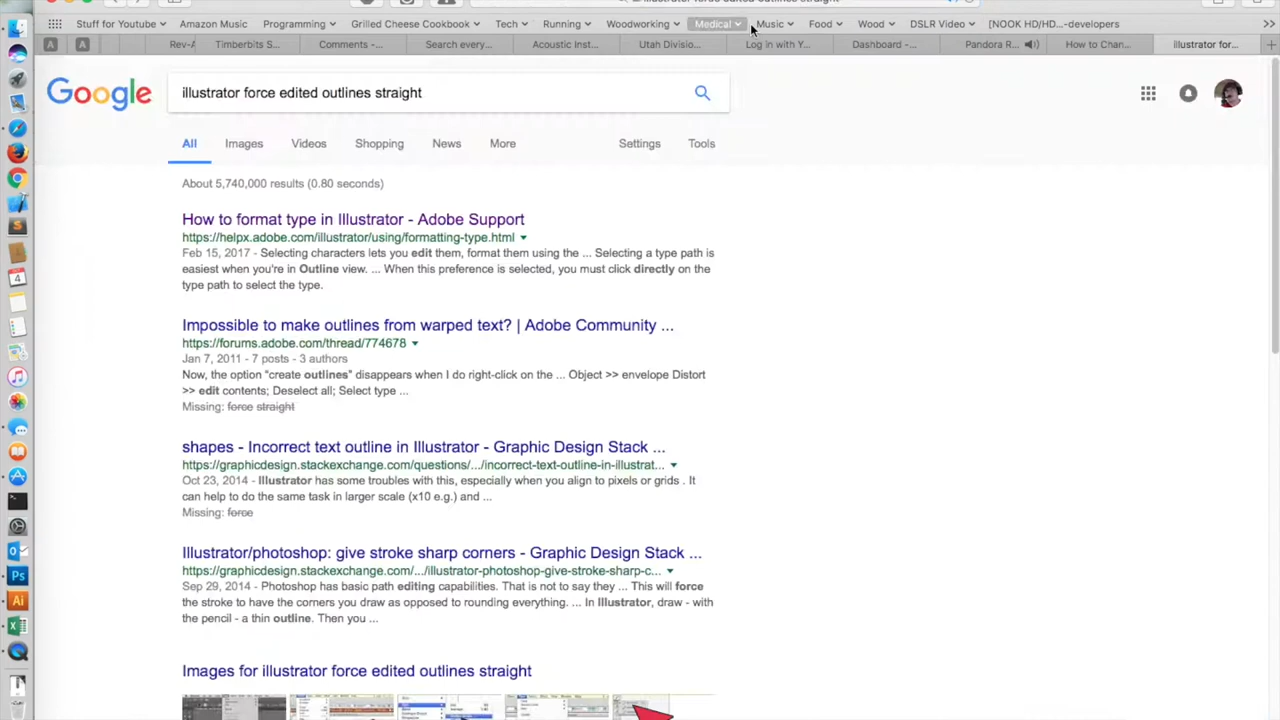 Stuff for Youtube Amazon Music Programming Grilled Cheese Cookbook Tech Running Woodworking Medical Music Food Wood DSLR Video [NOOK HD/HD...-developers
A A Rev-A Timberbits S... Comments -... Search every... Acoustic Inst... Utah Divisio... Log in with Y... Dashboard -... Pandora R... How to Chan... illustrator for...
Google
illustrator force edited outlines straight
All Images Videos Shopping News More Settings Tools
About 5,740,000 results (0.80 seconds)
How to format type in Illustrator - Adobe Support
https://helpx.adobe.com/illustrator/using/formatting-type.html
Feb 15, 2017 - Selecting characters lets you edit them, format them using the ... Selecting a type path is
easiest when you're in Outline view. ... When this preference is selected, you must click directly on the
type path to select the type.
Impossible to make outlines from warped text? | Adobe Community ...
https://forums.adobe.com/thread/774678
Jan 7, 2011 - 7 posts - 3 authors
Now, the option "create outlines" disappears when I do right-click on the ... Object >> envelope Distort
>> edit contents; Deselect all; Select type ...
Missing: force straight
shapes - Incorrect text outline in Illustrator - Graphic Design Stack ...
https://graphicdesign.stackexchange.com/questions/.../incorrect-text-outline-in-illustrat...
Oct 23, 2014 - Illustrator has some troubles with this, especially when you align to pixels or grids . It
can help to do the same task in larger scale (x10 e.g.) and ...
Missing: force
Illustrator/photoshop: give stroke sharp corners - Graphic Design Stack ...
https://graphicdesign.stackexchange.com/.../illustrator-photoshop-give-stroke-sharp-c...
Sep 29, 2014 - Photoshop has basic path editing capabilities. That is not to say they ... This will force
the stroke to have the corners you draw as opposed to rounding everything. ... In Illustrator, draw - with
the pencil - a thin outline. Then you ...
Images for illustrator force edited outlines straight
4
Ps
Ai